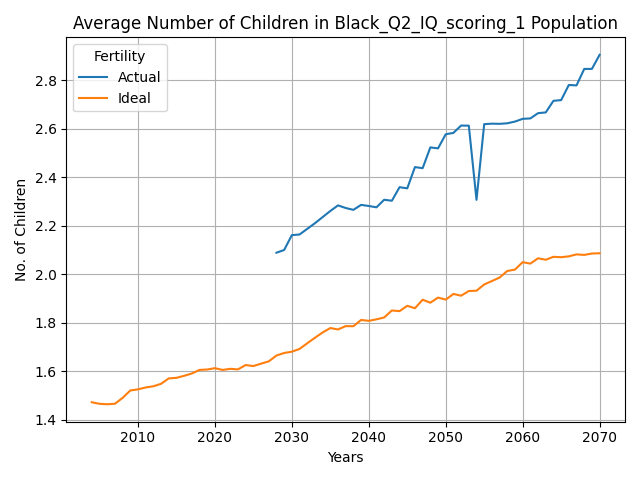 Average Number of Children in Black_Q2_IQ_scoring_1 Population
Fertility
Actual
Ideal
No. of Children
2.8
2.6
2.4
2.2
2.0
1.8
1.6
1.4
2010 2020 2030 2040 2050 2060 2070
Years